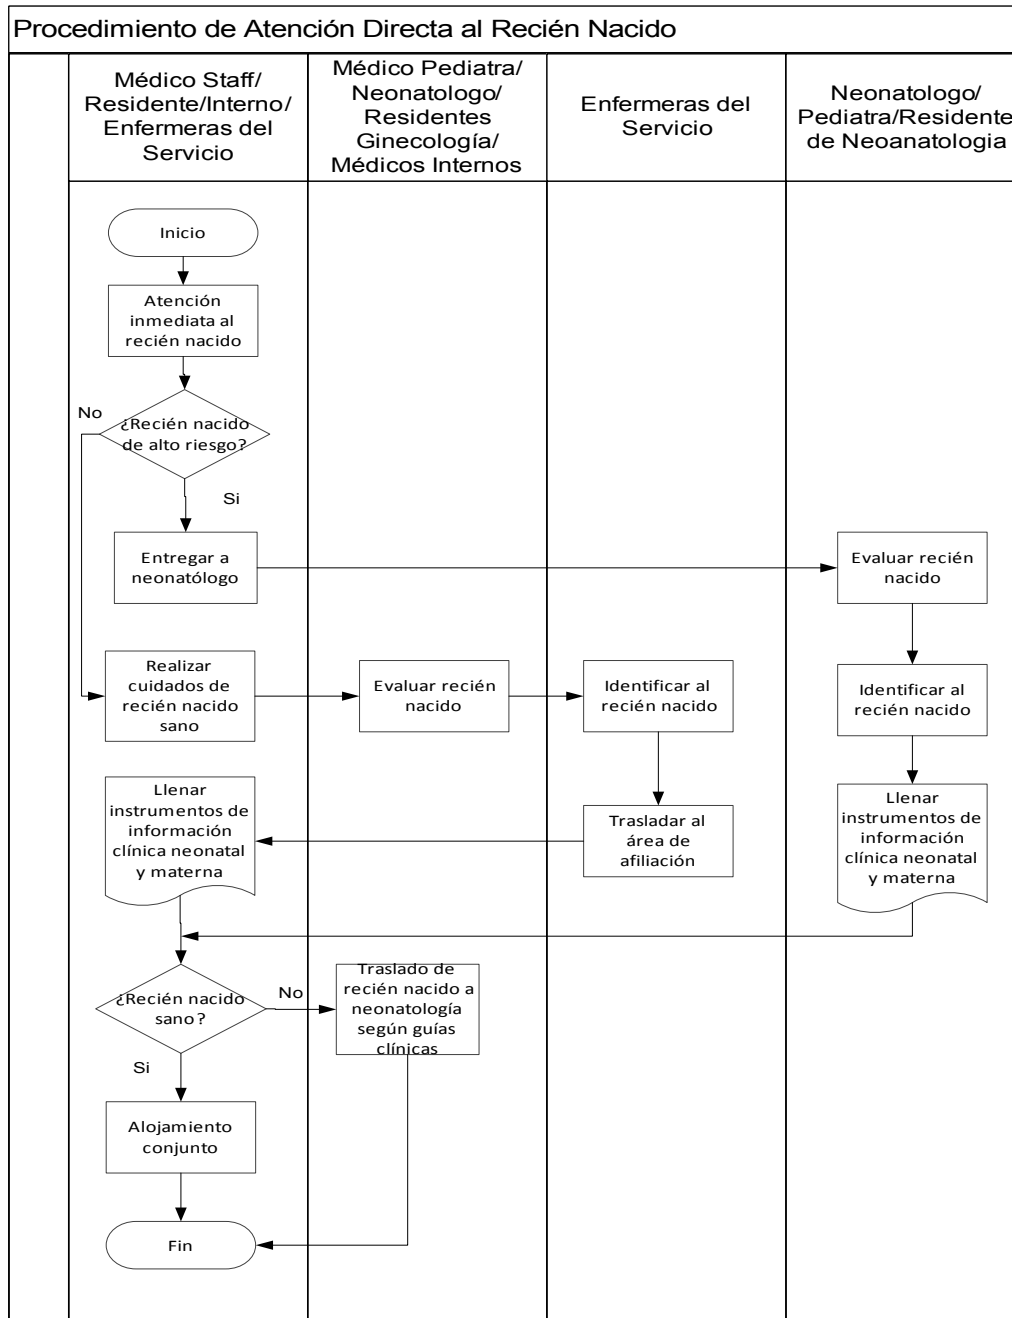 Procedimiento de Atención Directa al Recién Nacido
Médico Staff/
Residente/Interno/
Enfermeras del
Servicio
Médico Pediatra/
Neonatologo/
Residentes
Ginecología/
Médicos Internos
Enfermeras del
Servicio
Neonatologo/
Pediatra/Residente
de Neoanatologia
Inicio
Atención
inmediata al
recién nacido
No
¿Recién nacido
de alto riesgo?
Si
Entregar a
neonatólogo
Evaluar recién
nacido
Realizar
cuidados de
recién nacido
sano
Evaluar recién
nacido
Identificar al
recién nacido
Identificar al
recién nacido
Llenar
instrumentos de
información
clínica neonatal
y materna
Trasladar al
área de
afiliación
Llenar
instrumentos de
información
clínica neonatal
y materna
¿Recién nacido
sano?
No
Traslado de
recién nacido a
neonatología
según guías
clínicas
Si
Alojamiento
conjunto
Fin